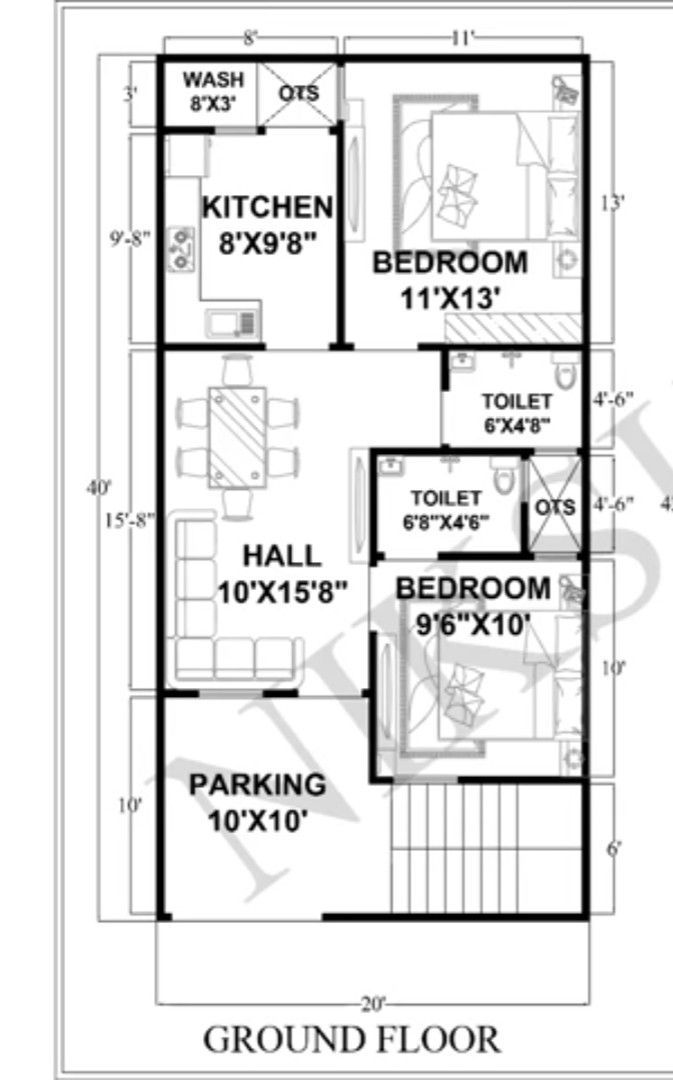 8'
11'
WASH
8'X3'
OTS
3'
KITCHEN
8'X9'8"
9'-8"
13'
BEDROOM
11'X13'
TOILET
6'X4'8"
4'-6"
40'
15'-8"
TOILET
6'8"X4'6"
OTS
4'-6"
HALL
10'X15'8"
BEDROOM
9'6"X10'
10'
PARKING
10'X10'
10'
6'
20'
GROUND FLOOR